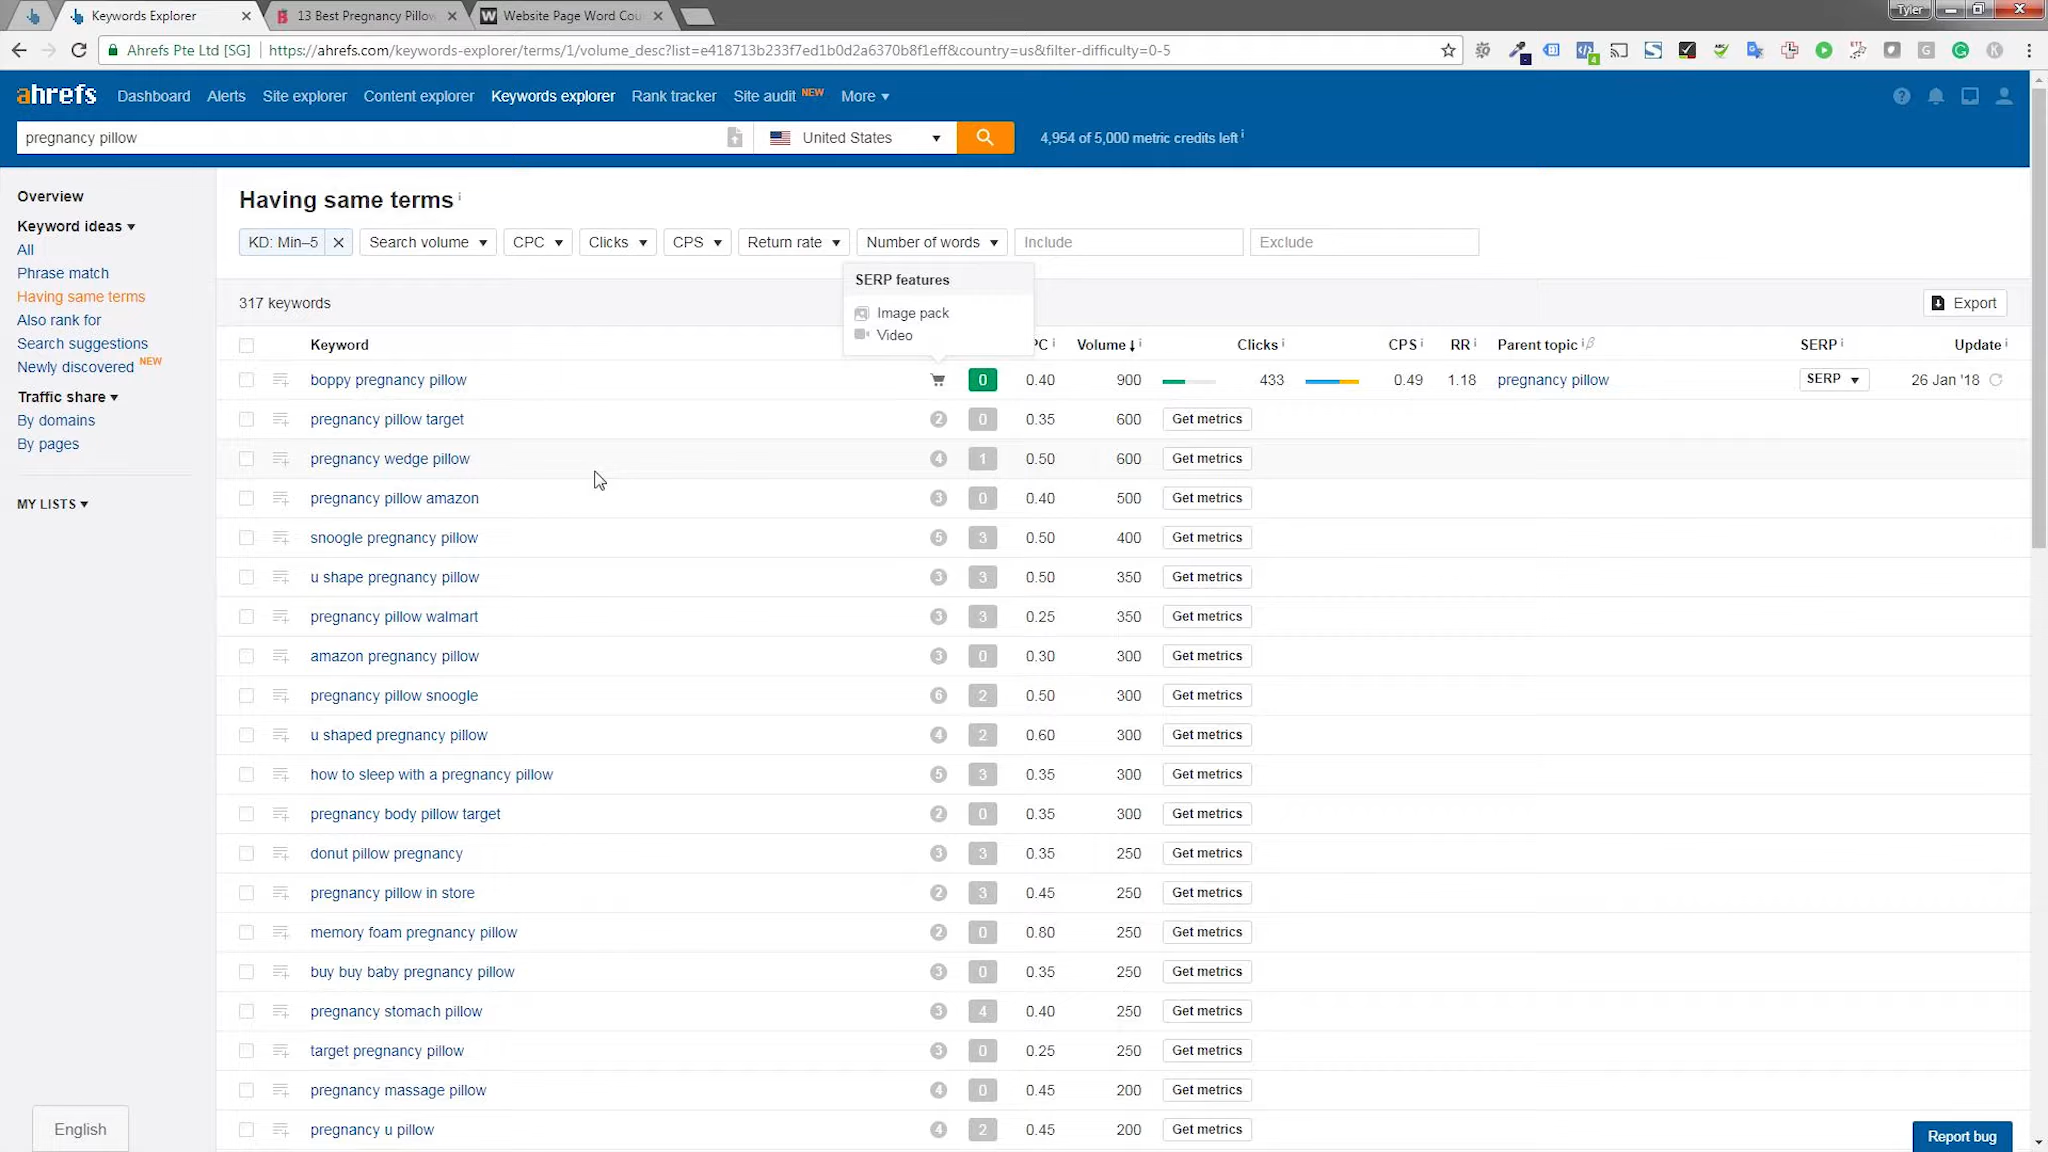 Keywords Explorer
13 Best Pregnancy Pillow
Website Page Word Cou
Tyler
Ahrefs Pte Ltd [SG]
https://ahrefs.com/keywords-explorer/terms/1/volume_desc?list=e418713b233f7ed1b0d2a6370b8f1eff&country=us&filter-difficulty=0-5
ahrefs Dashboard Alerts Site explorer Content explorer Keywords explorer Rank tracker Site audit NEW More
pregnancy pillow United States 4,954 of 5,000 metric credits left
Overview
Keyword ideas
All
Phrase match
Having same terms
Also rank for
Search suggestions
Newly discovered NEW
Traffic share
By domains
By pages
MY LISTS
English
Having same terms
KD: Min–5 Search volume CPC Clicks CPS Return rate Number of words Include Exclude
SERP features
Image pack
Video
317 keywords Export
Keyword PC Volume Clicks CPS RR Parent topic SERP Update
boppy pregnancy pillow 0 0.40 900 433 0.49 1.18 pregnancy pillow SERP 26 Jan '18
pregnancy pillow target 2 0 0.35 600 Get metrics
pregnancy wedge pillow 4 1 0.50 600 Get metrics
pregnancy pillow amazon 3 0 0.40 500 Get metrics
snoogle pregnancy pillow 5 3 0.50 400 Get metrics
u shape pregnancy pillow 3 3 0.50 350 Get metrics
pregnancy pillow walmart 3 3 0.25 350 Get metrics
amazon pregnancy pillow 3 0 0.30 300 Get metrics
pregnancy pillow snoogle 6 2 0.50 300 Get metrics
u shaped pregnancy pillow 4 2 0.60 300 Get metrics
how to sleep with a pregnancy pillow 5 3 0.35 300 Get metrics
pregnancy body pillow target 2 0 0.35 300 Get metrics
donut pillow pregnancy 3 3 0.35 250 Get metrics
pregnancy pillow in store 2 3 0.45 250 Get metrics
memory foam pregnancy pillow 2 0 0.80 250 Get metrics
buy buy baby pregnancy pillow 3 0 0.35 250 Get metrics
pregnancy stomach pillow 3 4 0.40 250 Get metrics
target pregnancy pillow 3 0 0.25 250 Get metrics
pregnancy massage pillow 4 0 0.45 200 Get metrics
pregnancy u pillow 4 2 0.45 200 Get metrics
Report bug